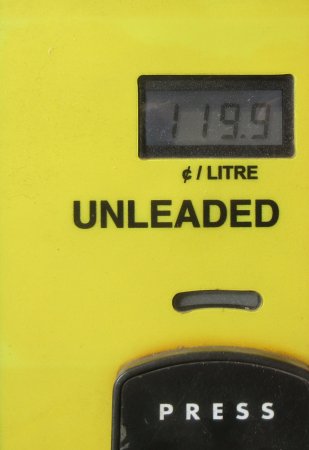 119.9
¢/LITRE
UNLEADED
PRESS